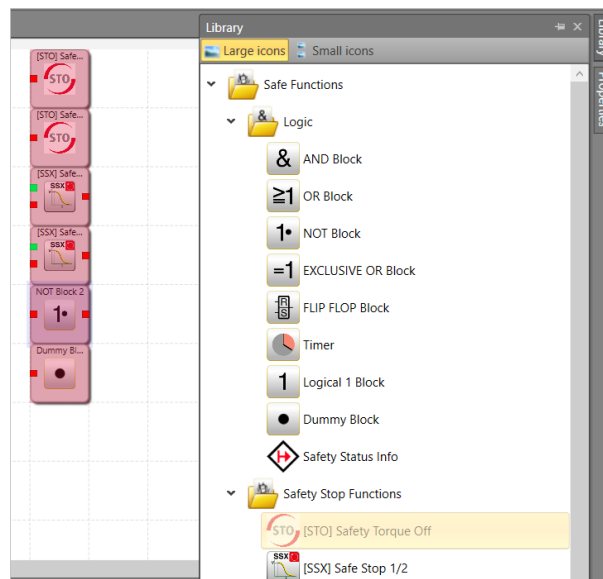 Library
Large icons Small icons
Safe Functions
Logic
& AND Block
≥1 OR Block
1• NOT Block
=1 EXCLUSIVE OR Block
R
S
FLIP FLOP Block
Timer
1 Logical 1 Block
Dummy Block
Safety Status Info
Safety Stop Functions
STO [STO] Safety Torque Off
SSX [SSX] Safe Stop 1/2
[STO] Safe...
STO
[STO] Safe...
STO
[SSX] Safe...
SSX
[SSX] Safe...
SSX
NOT Block 2
1•
Dummy Bl...
Library
Properties